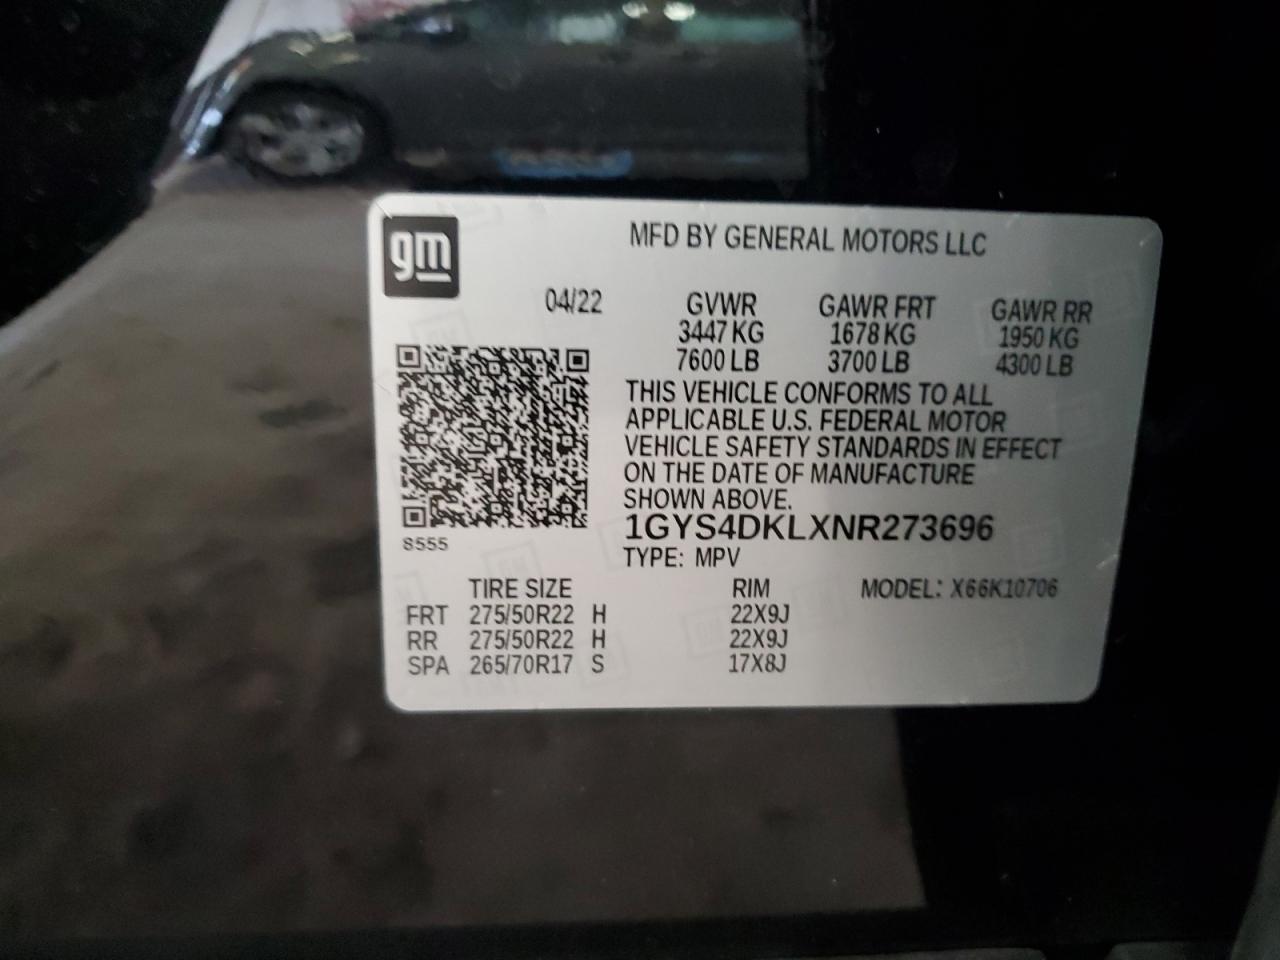 gm
MFD BY GENERAL MOTORS LLC
04/22 GVWR GAWR FRT GAWR RR
3447 KG 1678 KG 1950 KG
7600 LB 3700 LB 4300 LB
THIS VEHICLE CONFORMS TO ALL
APPLICABLE U.S. FEDERAL MOTOR
VEHICLE SAFETY STANDARDS IN EFFECT
ON THE DATE OF MANUFACTURE
SHOWN ABOVE.
1GYS4DKLXNR273696
8555
TYPE: MPV
TIRE SIZE RIM MODEL: X66K10706
FRT 275/50R22 H 22X9J
RR 275/50R22 H 22X9J
SPA 265/70R17 S 17X8J